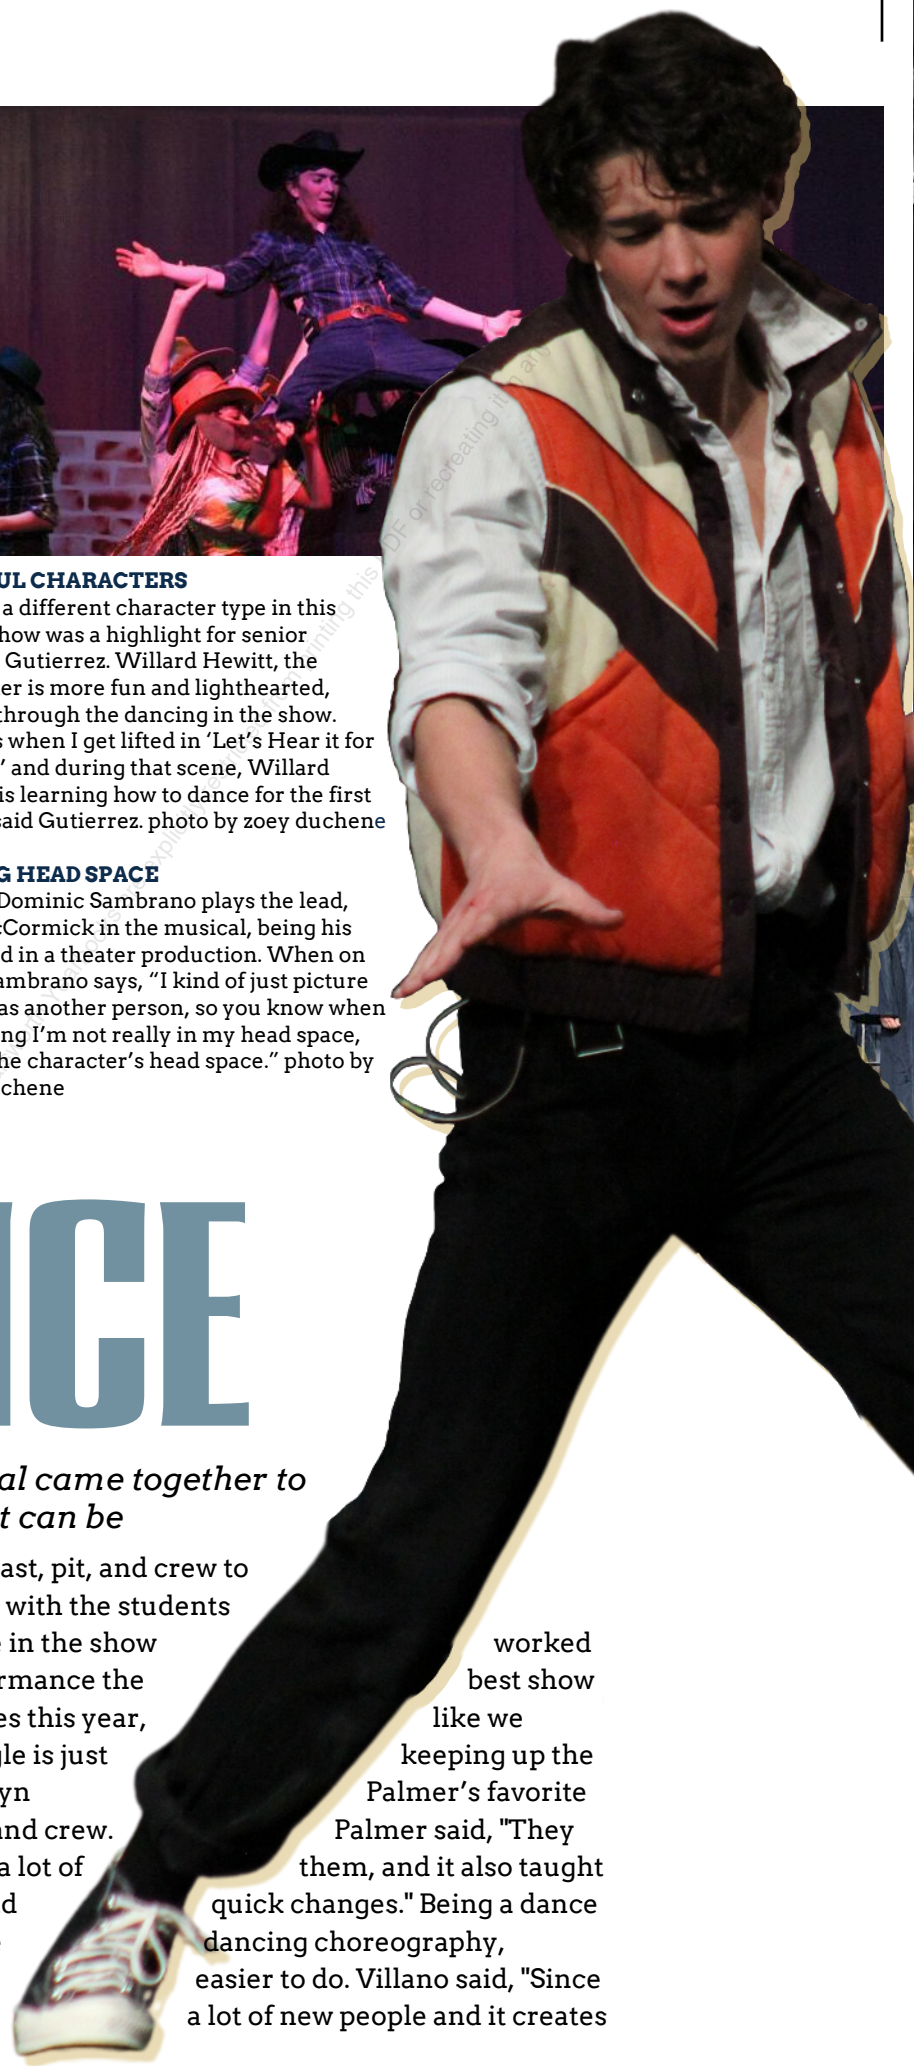 UL CHARACTERS
a different character type in this
how was a highlight for senior
Gutierrez. Willard Hewitt, the
er is more fun and lighthearted,
through the dancing in the show.
s when I get lifted in ‘Let’s Hear it for
’ and during that scene, Willard
is learning how to dance for the first
said Gutierrez. photo by zoey duchene
G HEAD SPACE
Dominic Sambrano plays the lead,
cCormick in the musical, being his
d in a theater production. When on
ambrano says, “I kind of just picture
as another person, so you know when
ng I’m not really in my head space,
he character’s head space.” photo by
chene
NCE
al came together to
t can be
ast, pit, and crew to
with the students
e in the show
rmance the
es this year,
gle is just
yn
and crew.
a lot of
d
worked
best show
like we
keeping up the
Palmer’s favorite
Palmer said, "They
them, and it also taught
quick changes." Being a dance
dancing choreography,
easier to do. Villano said, "Since
a lot of new people and it creates